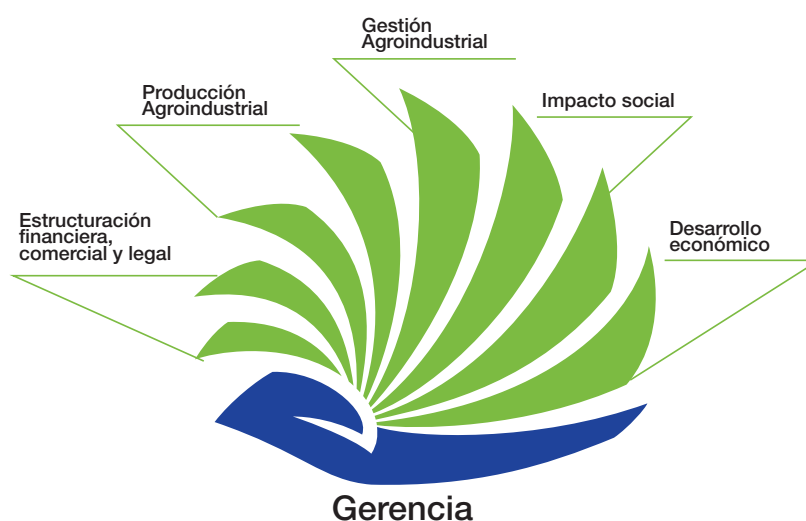 Gestión
Agroindustrial
Producción
Agroindustrial
Impacto social
Estructuración
financiera,
comercial y legal
Desarrollo
económico
Gerencia